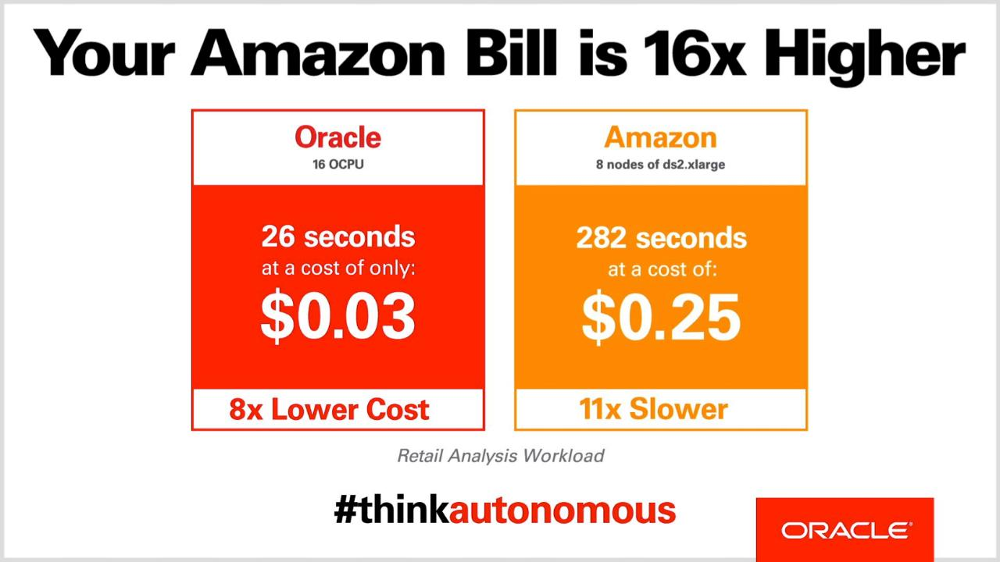 Your Amazon Bill is 16x Higher
Oracle
16 OCPU
26 seconds
at a cost of only:
$0.03
8x Lower Cost
Amazon
8 nodes of ds2.xlarge
282 seconds
at a cost of:
$0.25
11x Slower
Retail Analysis Workload
#thinkautonomous
ORACLE®